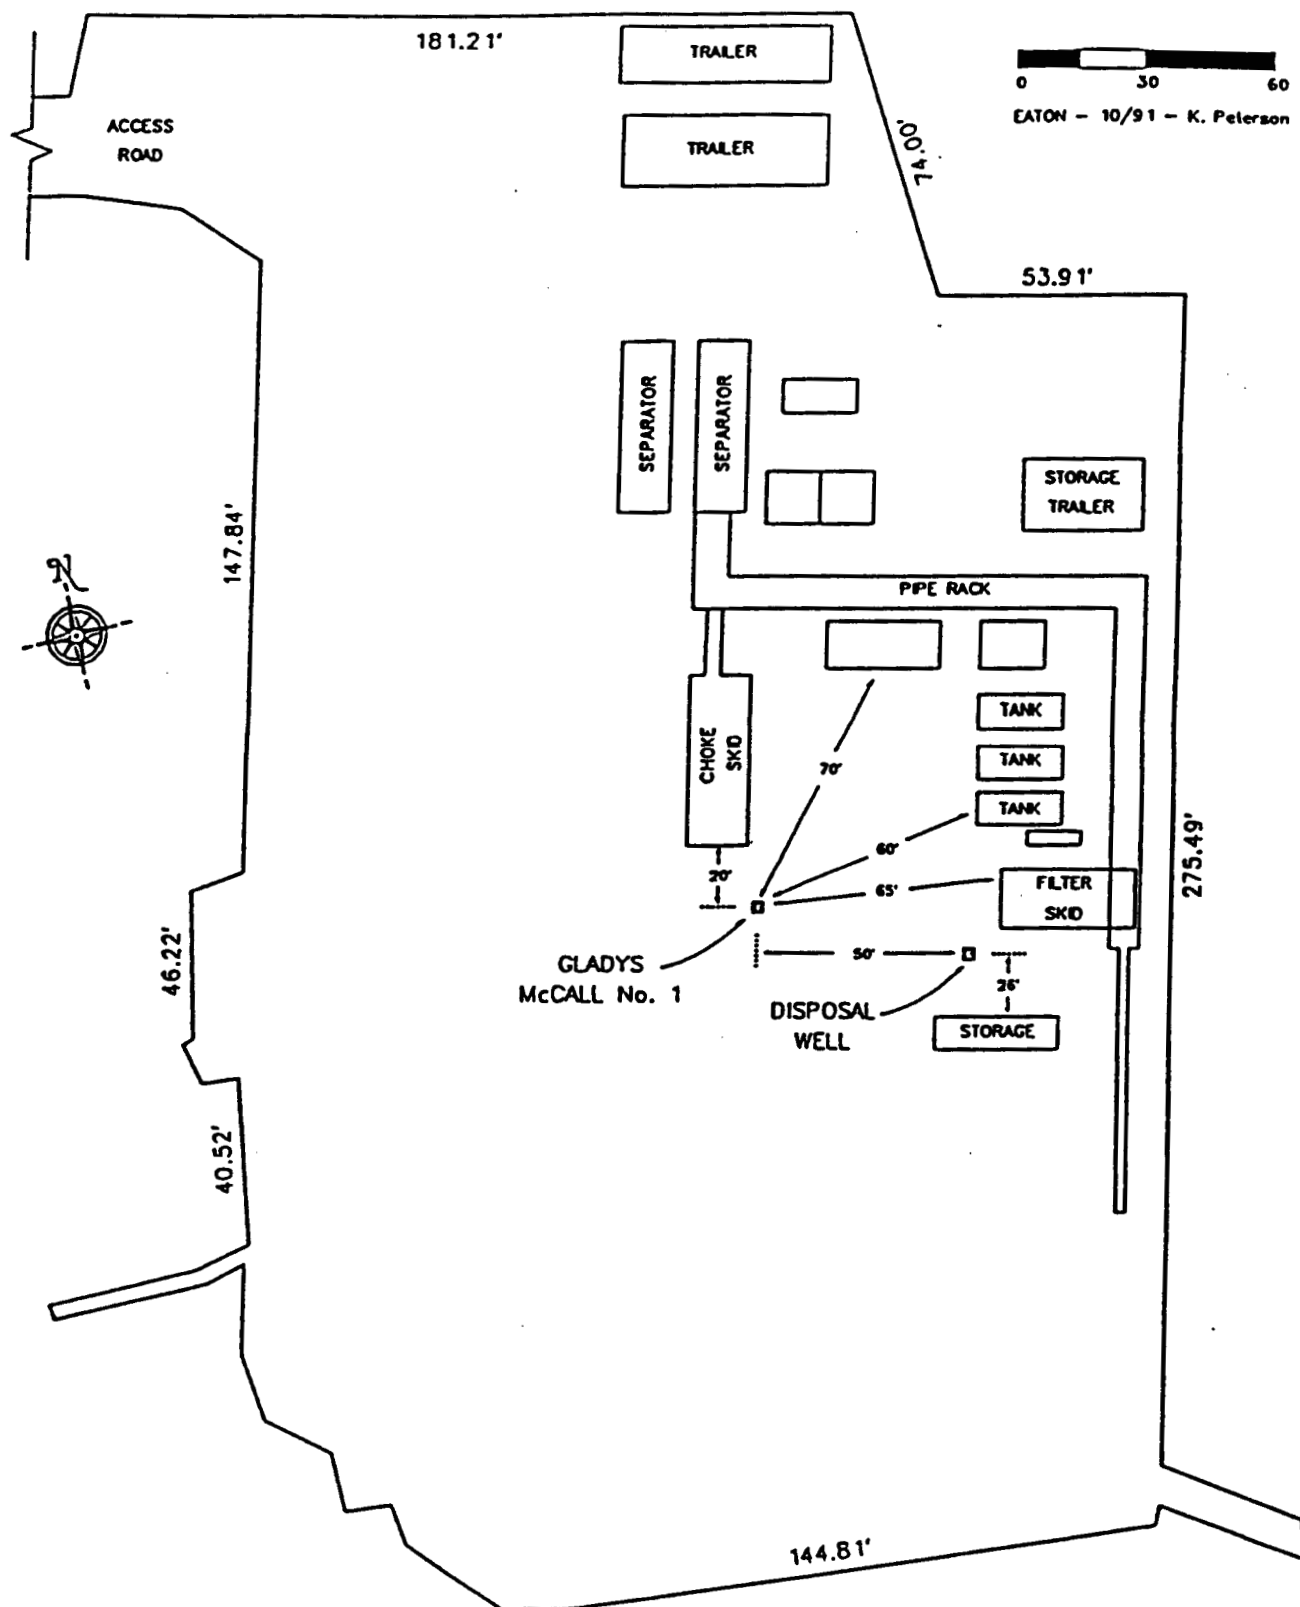 181.21'
TRAILER
0 30 60
EATON - 10/91 - K. Peterson
ACCESS
ROAD
TRAILER
74.00'
53.91'
SEPARATOR
SEPARATOR
STORAGE
TRAILER
147.84'
N
PIPE RACK
TANK
CHOKE
SKID
TANK
70'
TANK
60'
275.49'
20'
65'
FILTER
SKID
46.22'
50'
GLADYS
McCALL No. 1
26'
DISPOSAL
WELL
STORAGE
40.52'
144.81'